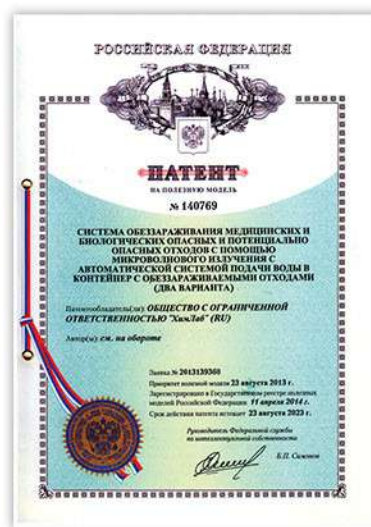 РОССИЙСКАЯ ФЕДЕРАЦИЯ
ПАТЕНТ
НА ПОЛЕЗНУЮ МОДЕЛЬ
№ 140769
СИСТЕМА ОБЕЗЗАРАЖИВАНИЯ МЕДИЦИНСКИХ И
БИОЛОГИЧЕСКИХ ОПАСНЫХ И ПОТЕНЦИАЛЬНО
ОПАСНЫХ ОТХОДОВ С ПОМОЩЬЮ
МИКРОВОЛНОВОГО ИЗЛУЧЕНИЯ С
АВТОМАТИЧЕСКОЙ СИСТЕМОЙ ПОДАЧИ ВОДЫ В
КОНТЕЙНЕР С ОБЕЗЗАРАЖИВАЕМЫМИ ОТХОДАМИ
(ДВА ВАРИАНТА)
Патентообладатель(ли): ОБЩЕСТВО С ОГРАНИЧЕННОЙ
ОТВЕТСТВЕННОСТЬЮ "ХимЛаб" (RU)
Автор(ы): см. на обороте
Заявка № 2013139360
Приоритет полезной модели 23 августа 2013 г.
Зарегистрировано в Государственном реестре полезных
моделей Российской Федерации 11 апреля 2014 г.
Срок действия патента истекает 23 августа 2023 г.
Руководитель Федеральной службы
по интеллектуальной собственности
Б.П. Симонов